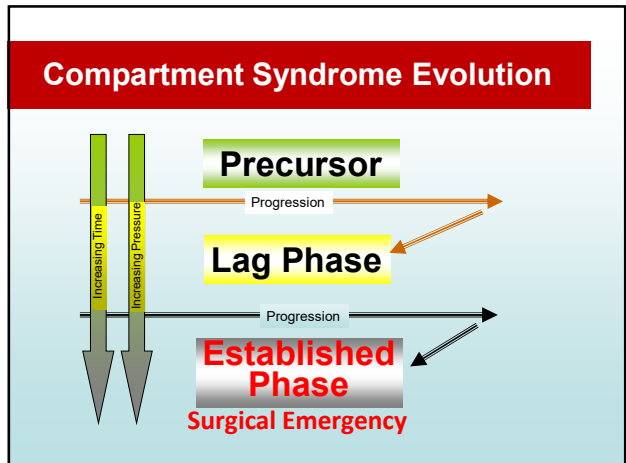 Compartment Syndrome Evolution
Precursor
Progression
Increasing Time
Increasing Pressure
Lag Phase
Progression
Established
Phase
Surgical Emergency